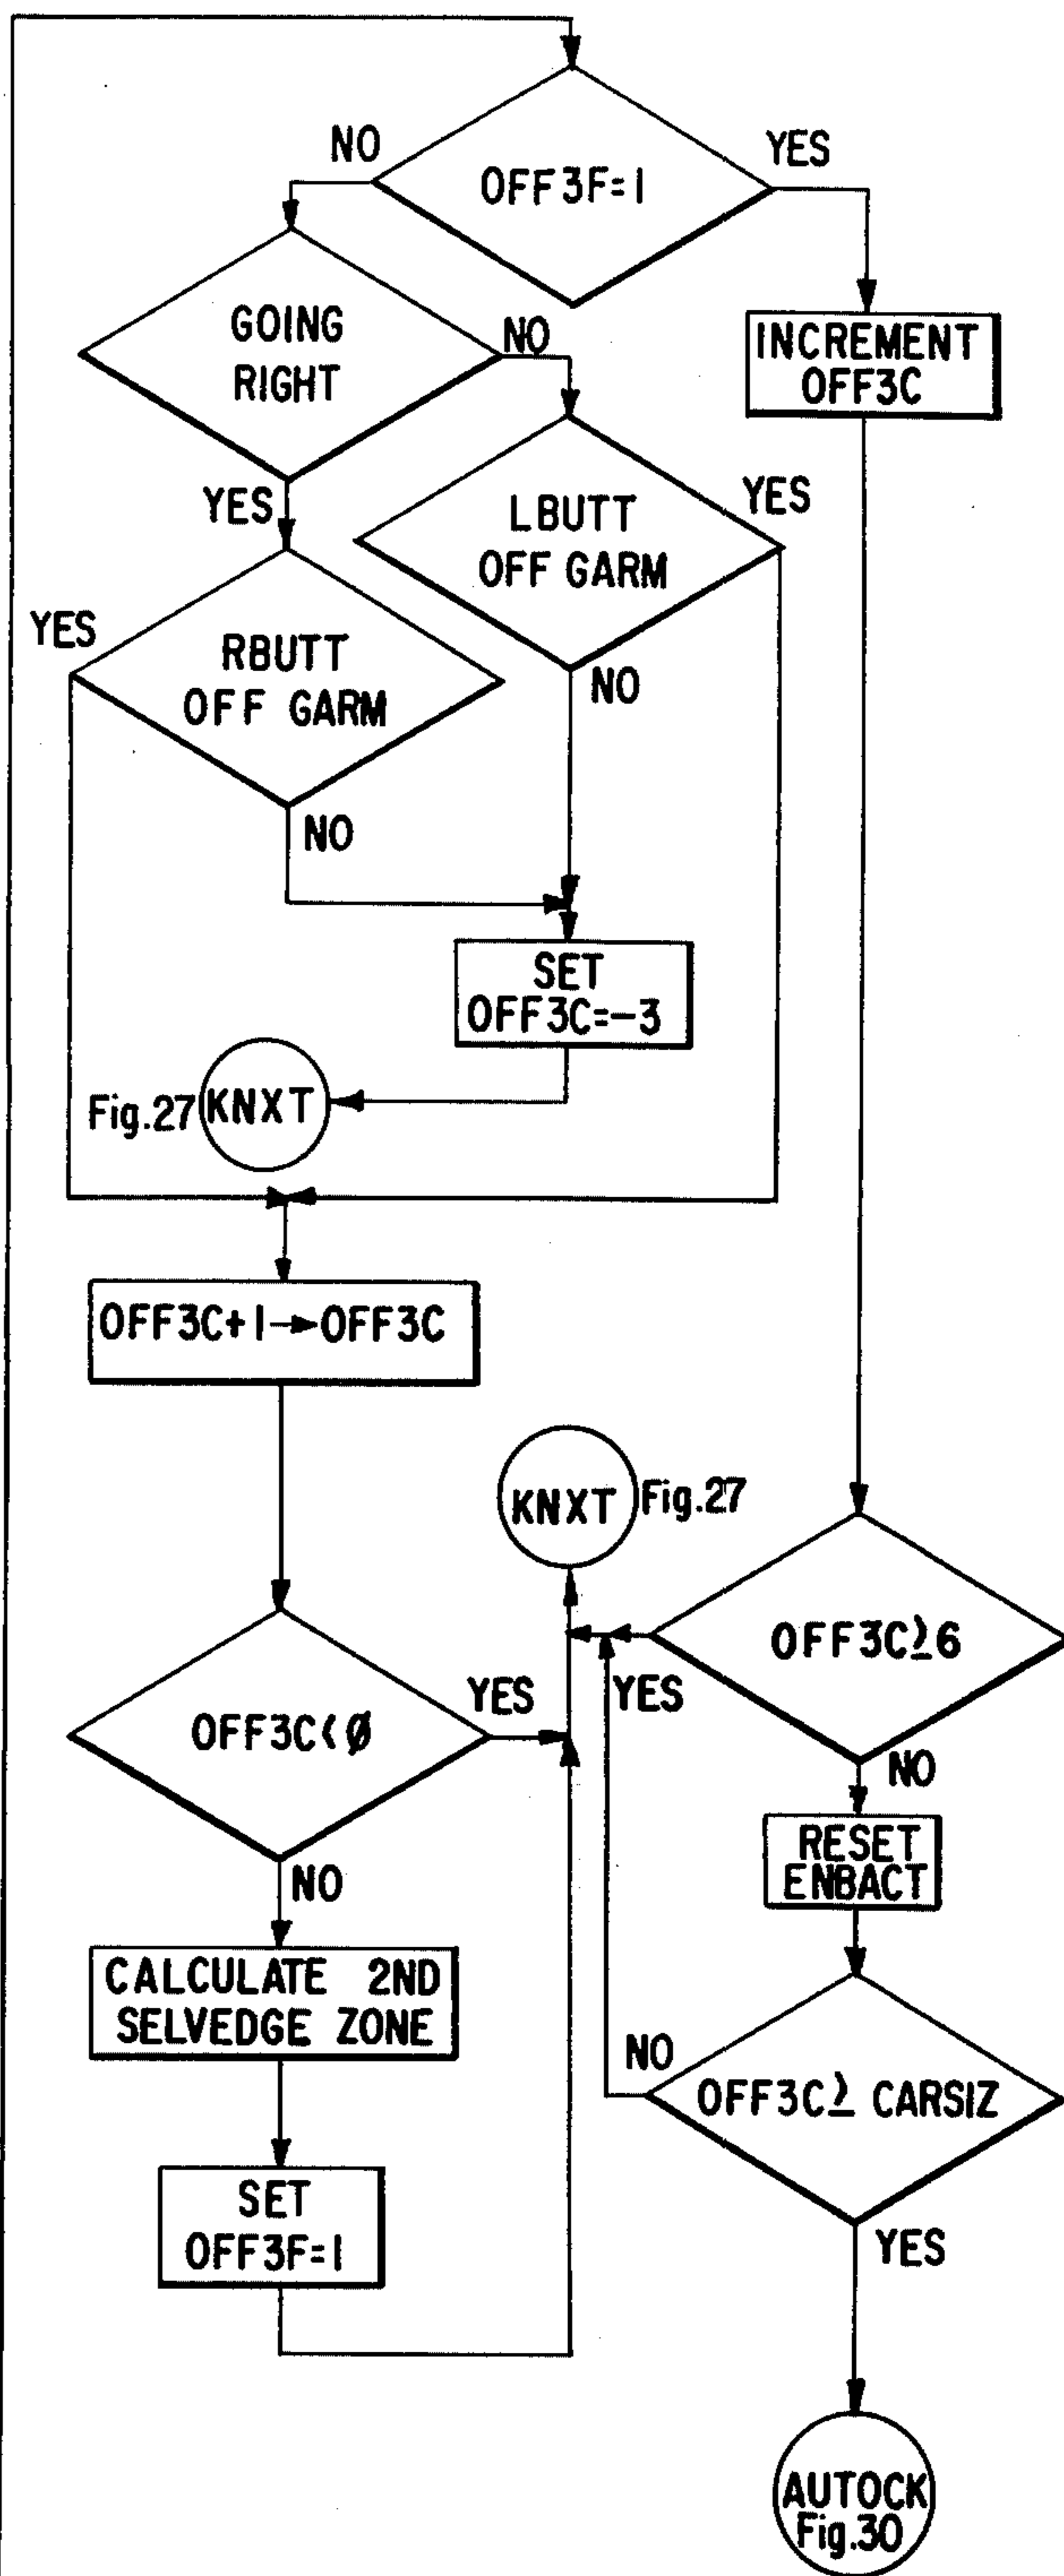 NO
YES
OFF3F=1
GOING
RIGHT
NO
INCREMENT
OFF3C
YES
LBUTT
OFF GARM
YES
YES
RBUTT
OFF GARM
NO
NO
SET
OFF3C=-3
Fig.27
KNXT
OFF3C+1→OFF3C
KNXT
Fig.27
OFF3C≥6
YES
YES
OFF3C<Ø
NO
NO
RESET
ENBACT
CALCULATE 2ND
SELVEDGE ZONE
NO
OFF3C≥ CARSIZ
SET
OFF3F=1
YES
AUTOCK
Fig.30